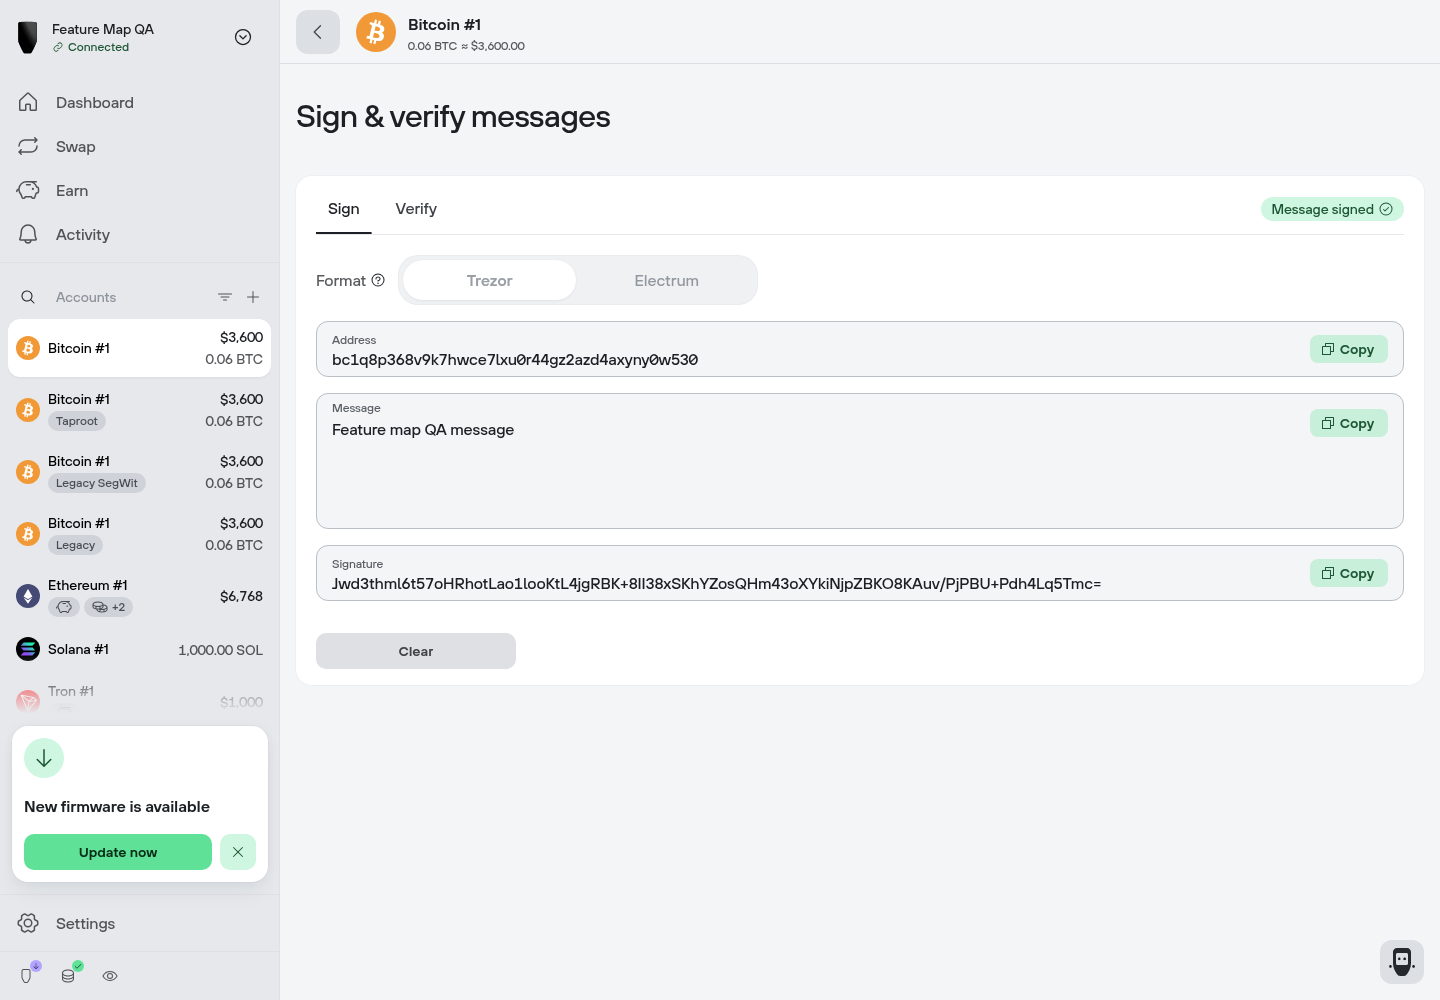 Feature Map QA
Connected
Dashboard
Swap
Earn
Activity
Accounts
Bitcoin #1
$3,600
0.06 BTC
Bitcoin #1
Taproot
$3,600
0.06 BTC
Bitcoin #1
Legacy SegWit
$3,600
0.06 BTC
Bitcoin #1
Legacy
$3,600
0.06 BTC
Ethereum #1
+2
$6,768
Solana #1
1,000.00 SOL
Tron #1
$1,000
New firmware is available
Update now
Settings
Bitcoin #1
0.06 BTC ≈ $3,600.00
Sign & verify messages
Sign
Verify
Message signed
Format
Trezor
Electrum
Address
bc1q8p368v9k7hwce7lxu0r44gz2azd4axyny0w530
Copy
Message
Feature map QA message
Copy
Signature
Jwd3thml6t57oHRhotLao1looKtL4jgRBK+8II38xSKhYZosQHm43oXYkiNjpZBKO8KAuv/PjPBU+Pdh4Lq5Tmc=
Copy
Clear